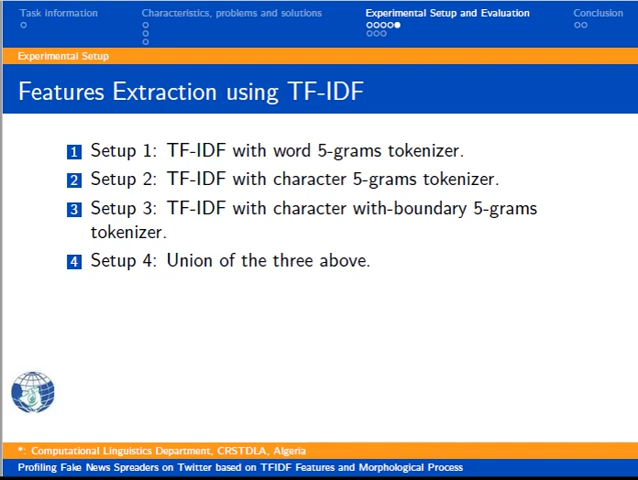 Task information
Characteristics, problems and solutions
Experimental Setup and Evaluation
Conclusion
Experimental Setup
Features Extraction using TF-IDF
1 Setup 1: TF-IDF with word 5-grams tokenizer.
2 Setup 2: TF-IDF with character 5-grams tokenizer.
3 Setup 3: TF-IDF with character with-boundary 5-grams
tokenizer.
4 Setup 4: Union of the three above.
*: Computational Linguistics Department, CRSTDLA, Algeria
Profiling Fake News Spreaders on Twitter based on TFIDF Features and Morphological Process